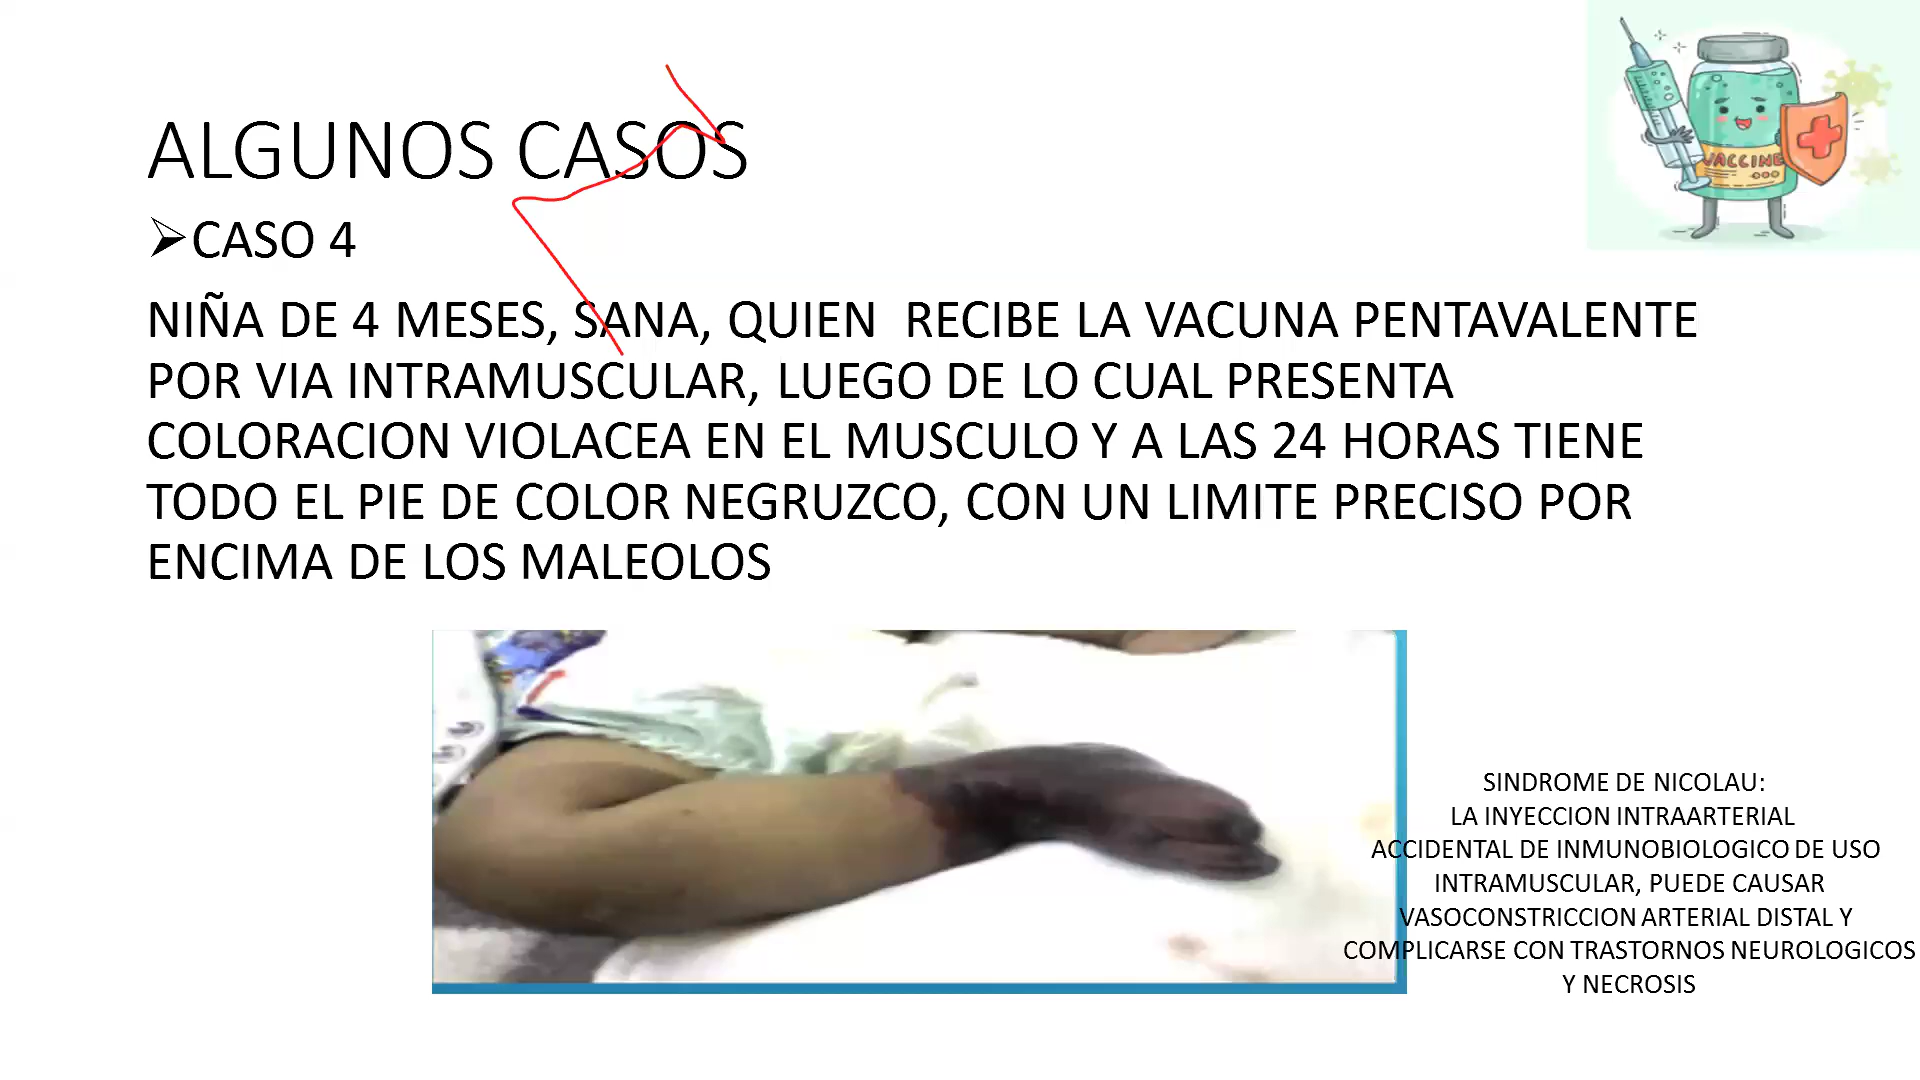 ALGUNOS CASOS
➢CASO 4
NIÑA DE 4 MESES, SANA, QUIEN RECIBE LA VACUNA PENTAVALENTE
POR VIA INTRAMUSCULAR, LUEGO DE LO CUAL PRESENTA
COLORACION VIOLACEA EN EL MUSCULO Y A LAS 24 HORAS TIENE
TODO EL PIE DE COLOR NEGRUZCO, CON UN LIMITE PRECISO POR
ENCIMA DE LOS MALEOLOS
VACCINE
SINDROME DE NICOLAU:
LA INYECCION INTRAARTERIAL
ACCIDENTAL DE INMUNOBIOLOGICO DE USO
INTRAMUSCULAR, PUEDE CAUSAR
VASOCONSTRICCION ARTERIAL DISTAL Y
COMPLICARSE CON TRASTORNOS NEUROLOGICOS
Y NECROSIS